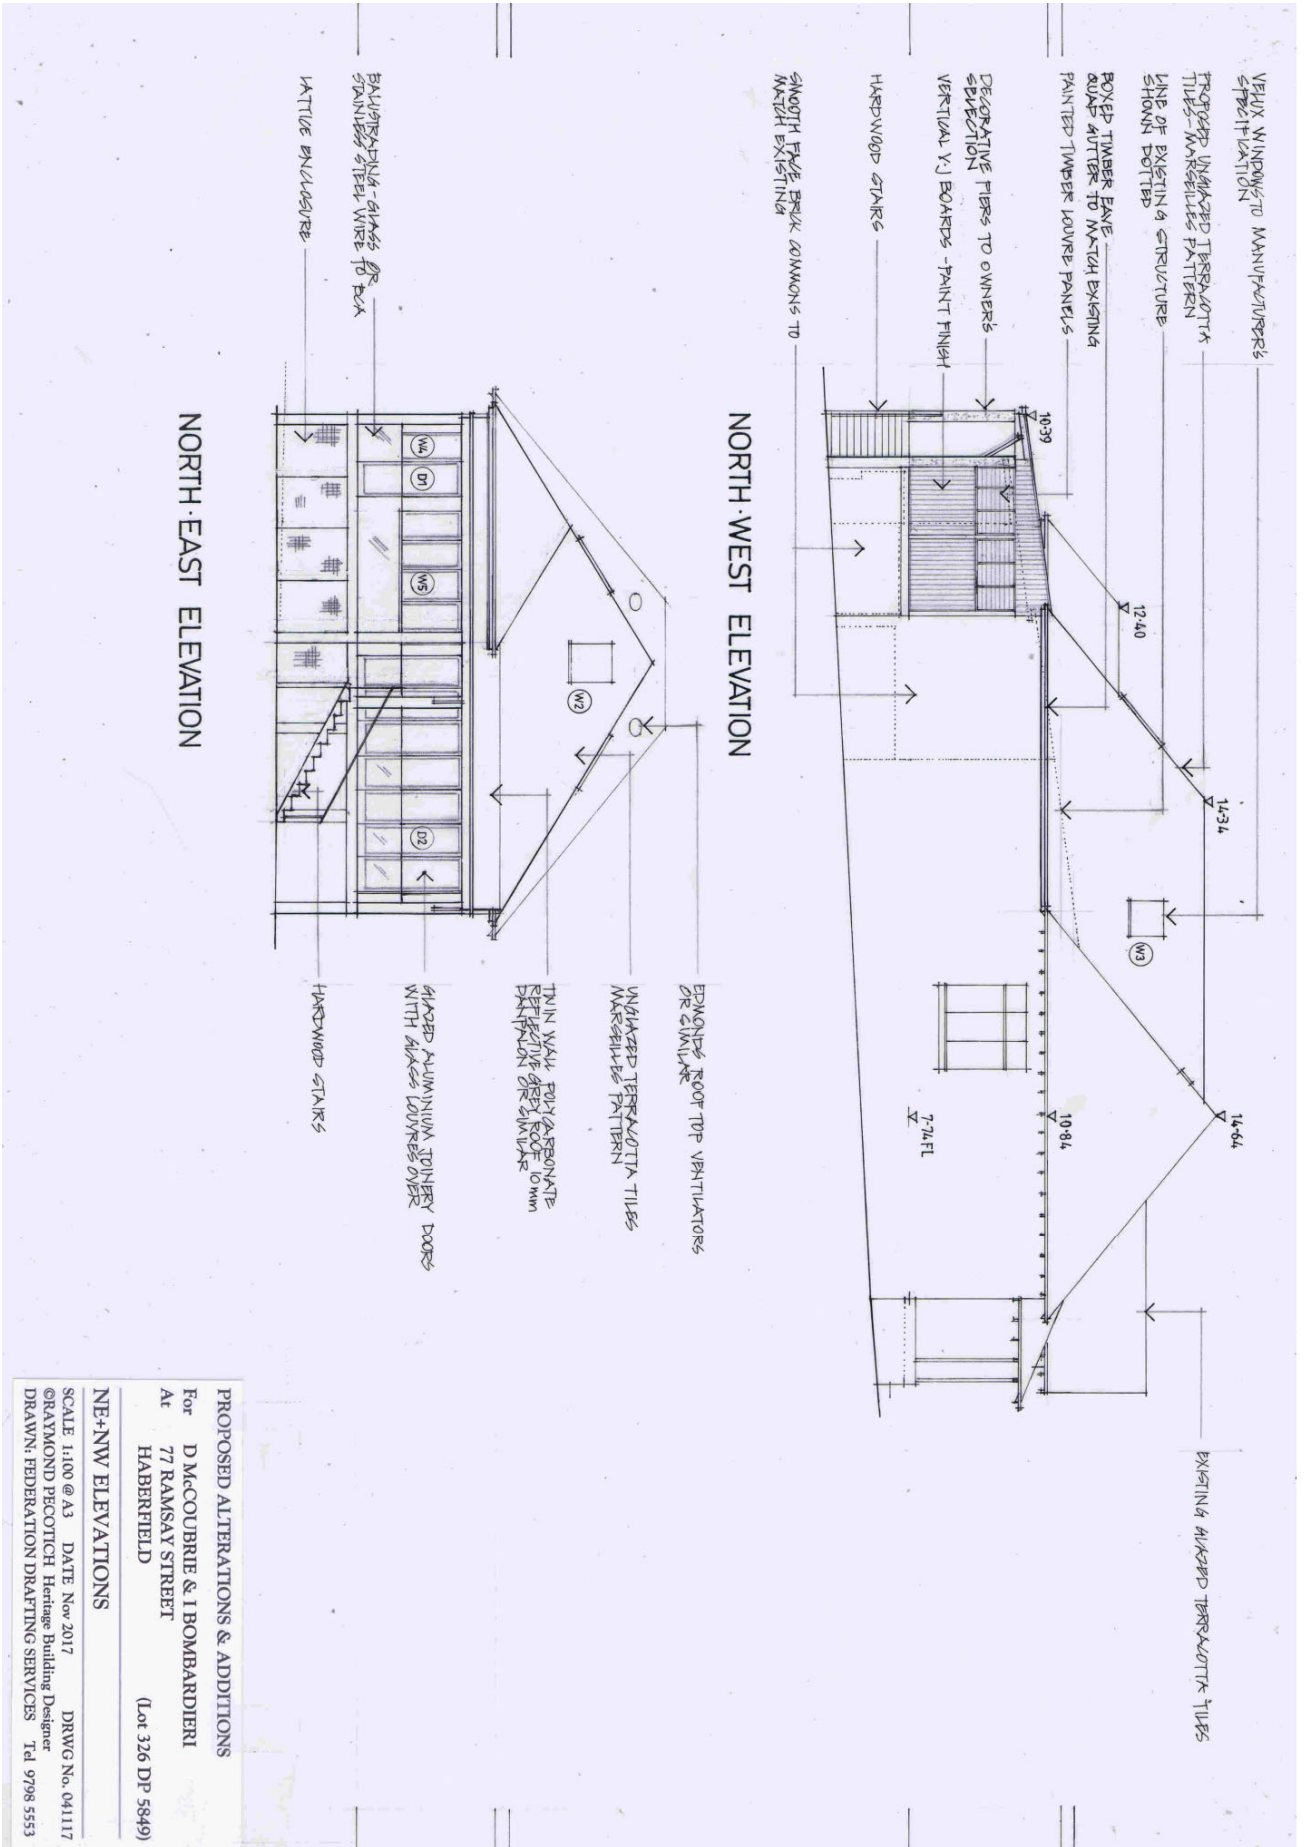 VELUX WINDOWS TO MANUFACTURER'S
SPECIFICATION
PROPOSED UNGLAZED TERRACOTTA
TILES - MARSEILLES PATTERN
LINE OF EXISTING STRUCTURE
SHOWN DOTTED
BOXED TIMBER EAVE
QUAD GUTTER TO MATCH EXISTING
PAINTED TIMBER LOUVRE PANELS
DECORATIVE PIERS TO OWNER'S
SELECTION
VERTICAL V.J BOARDS - PAINT FINISH
HARDWOOD STAIRS
SMOOTH FACE BRICK COMMONS TO
MATCH EXISTING
10·39
12·40
14·34
W3
14·64
10·84
7·74 FL
EXISTING GLAZED TERRACOTTA TILES
NORTH·WEST ELEVATION
BALUSTRADING - GLASS OR
STAINLESS STEEL WIRE TO BCA
LATTICE ENCLOSURE
W4
D1
W5
W2
D2
EDMONDS ROOF TOP VENTILATORS
OR SIMILAR
UNGLAZED TERRACOTTA TILES
MARSEILLES PATTERN
TWIN WALL POLYCARBONATE
REFLECTIVE GREY ROOF 10mm
DANPALON OR SIMILAR
GLAZED ALUMINIUM JOINERY DOORS
WITH GLASS LOUVRES OVER
HARDWOOD STAIRS
NORTH·EAST ELEVATION
PROPOSED ALTERATIONS & ADDITIONS
For D McCOUBRIE & I BOMBARDIERI
At 77 RAMSAY STREET
HABERFIELD (Lot 326 DP 5849)
NE+NW ELEVATIONS
SCALE 1:100 @ A3 DATE Nov 2017 DRWG No. 041117
©RAYMOND PECOTICH Heritage Building Designer
DRAWN: FEDERATION DRAFTING SERVICES Tel 9798 5553